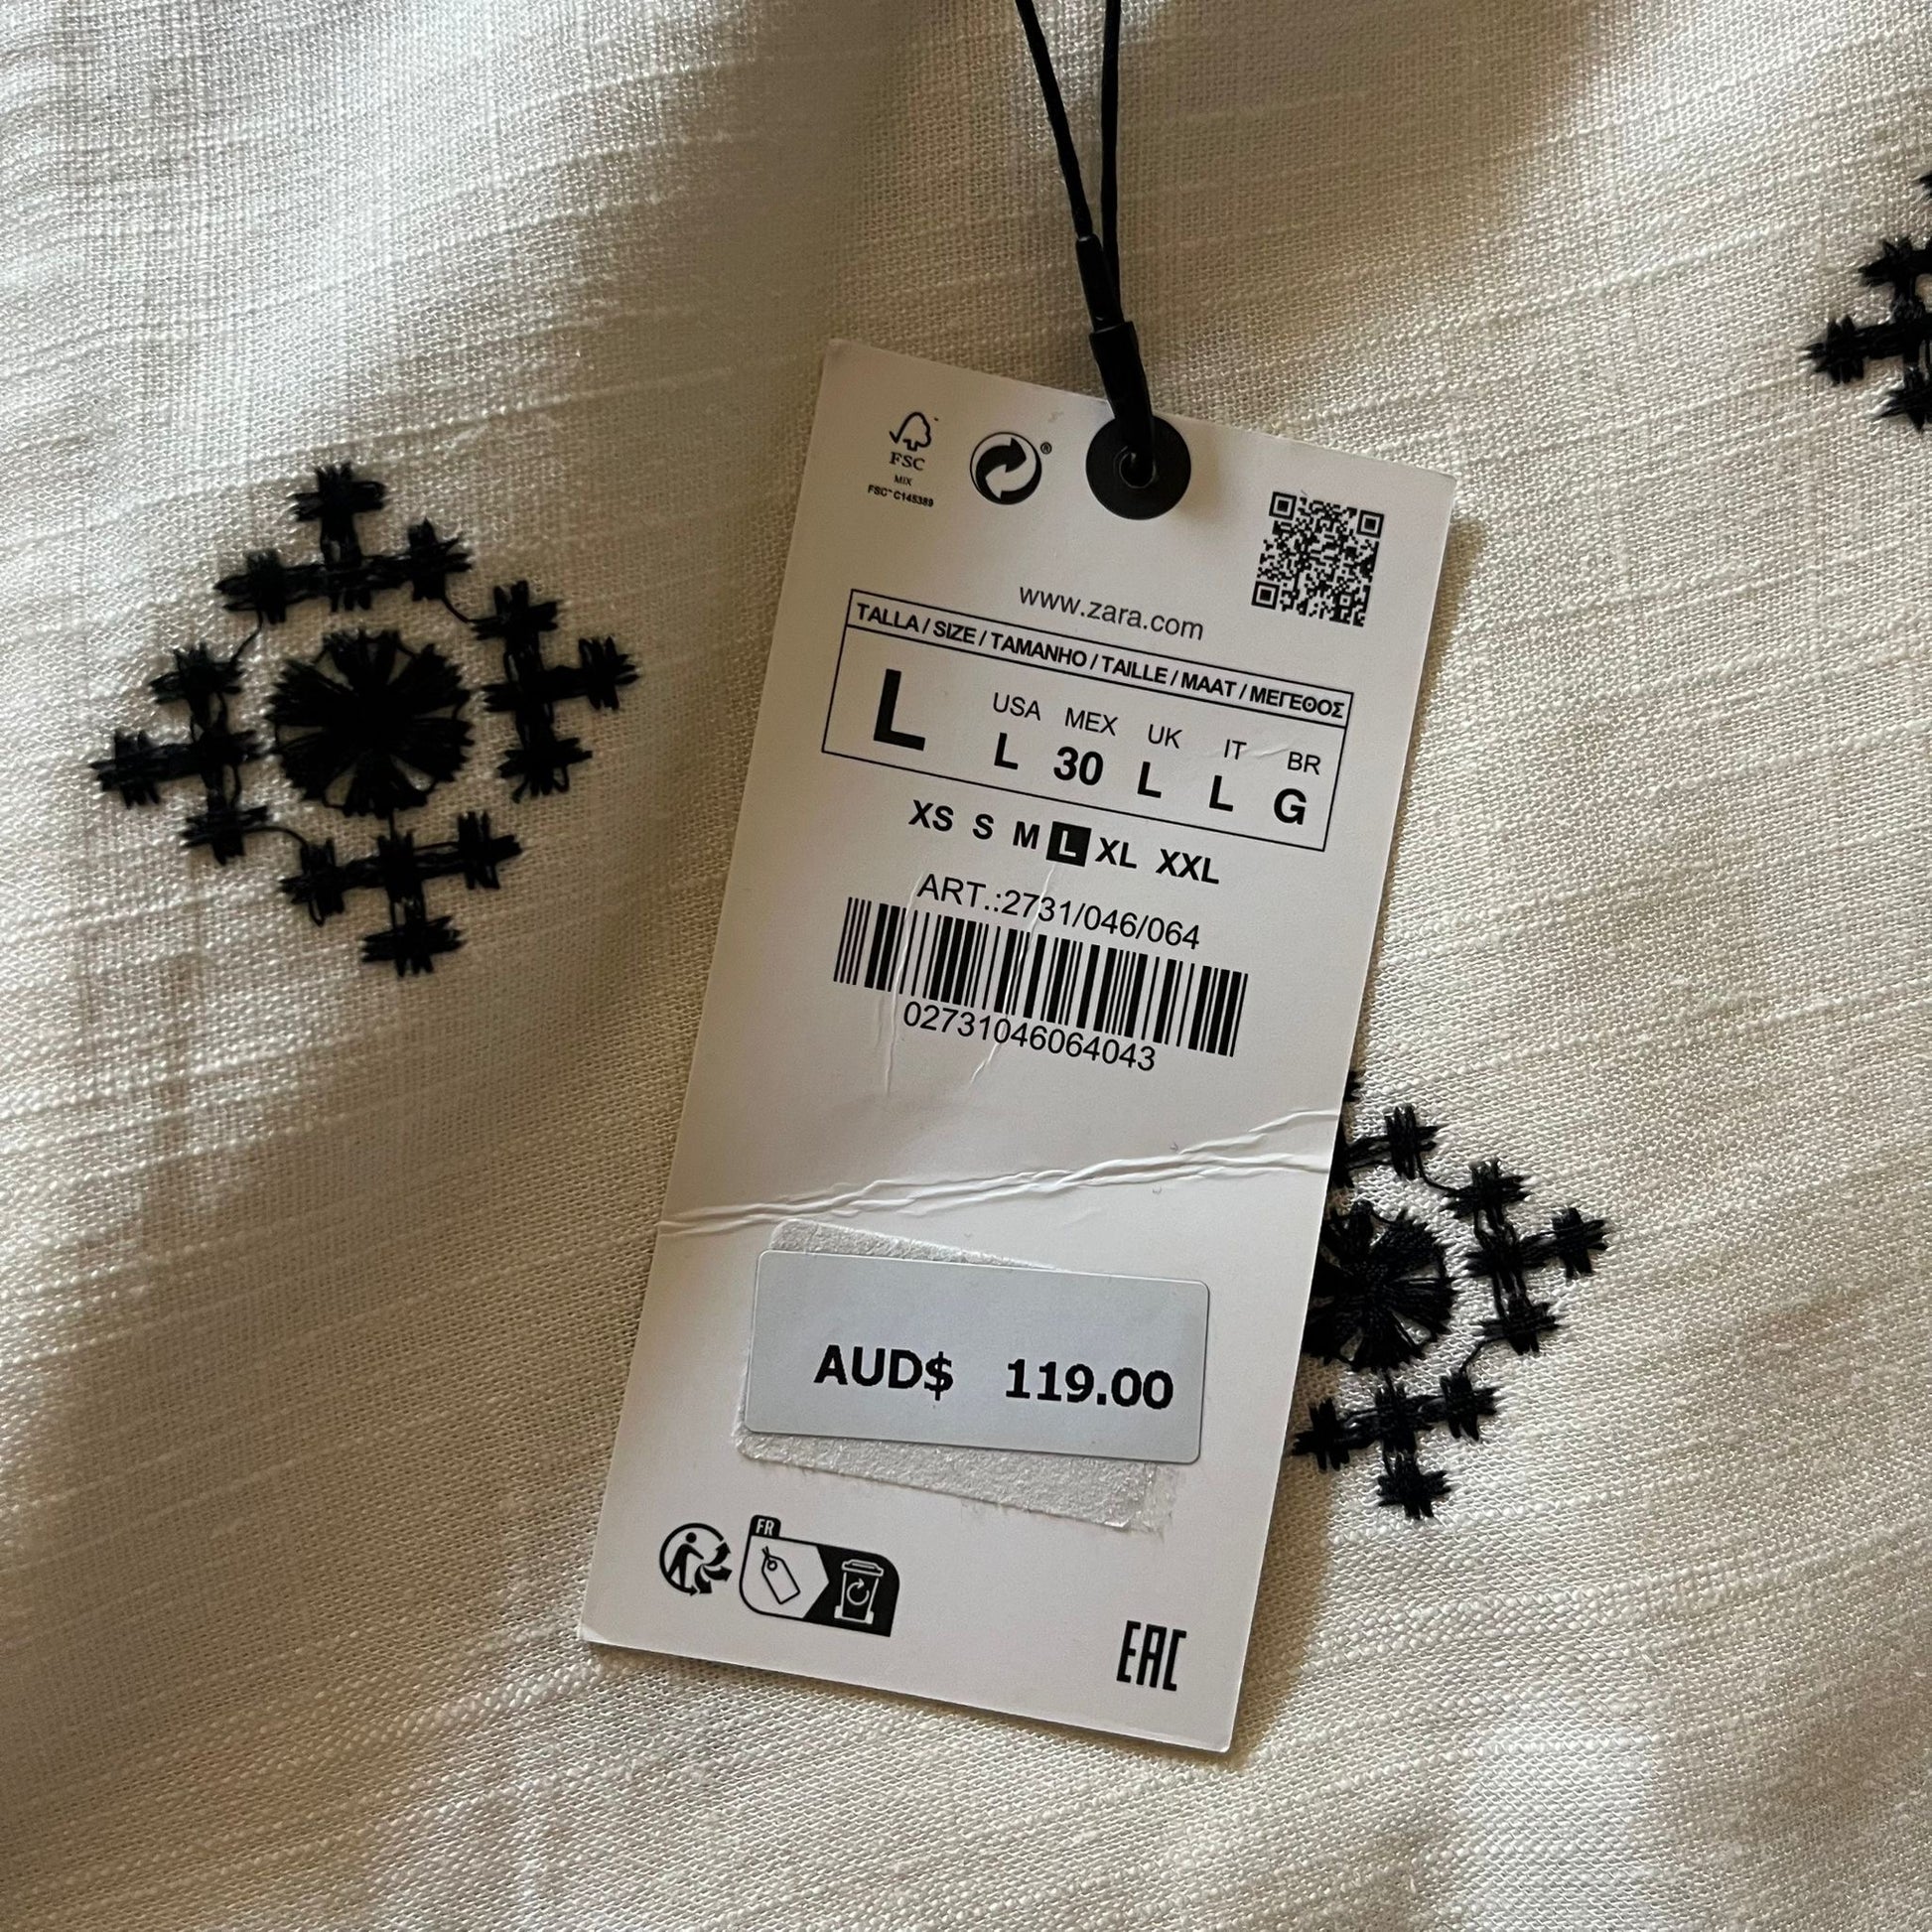 FSC
MIX
FSC™ C145389
®
www.zara.com
TALLA / SIZE / TAMANHO / TAILLE / MAAT / ΜΕΓΕΘΟΣ
USA MEX UK IT BR
L L 30 L L G
XS S M L XL XXL
ART.:2731/046/064
02731046064043
AUD$ 119.00
FR
EAC